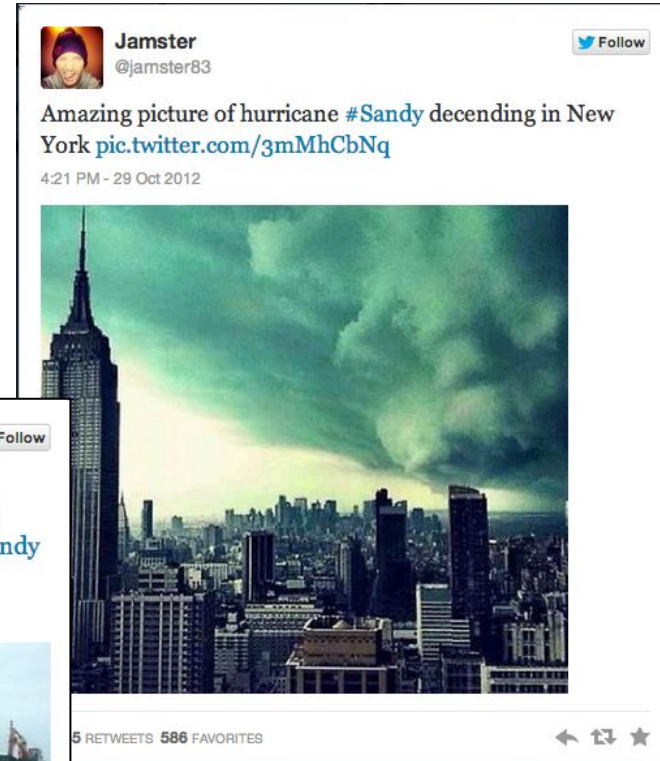 Jamster
@jamster83
Follow
Amazing picture of hurricane #Sandy decending in New
York pic.twitter.com/3mMhCbNq
4:21 PM - 29 Oct 2012
Follow
ndy
5 RETWEETS 586 FAVORITES